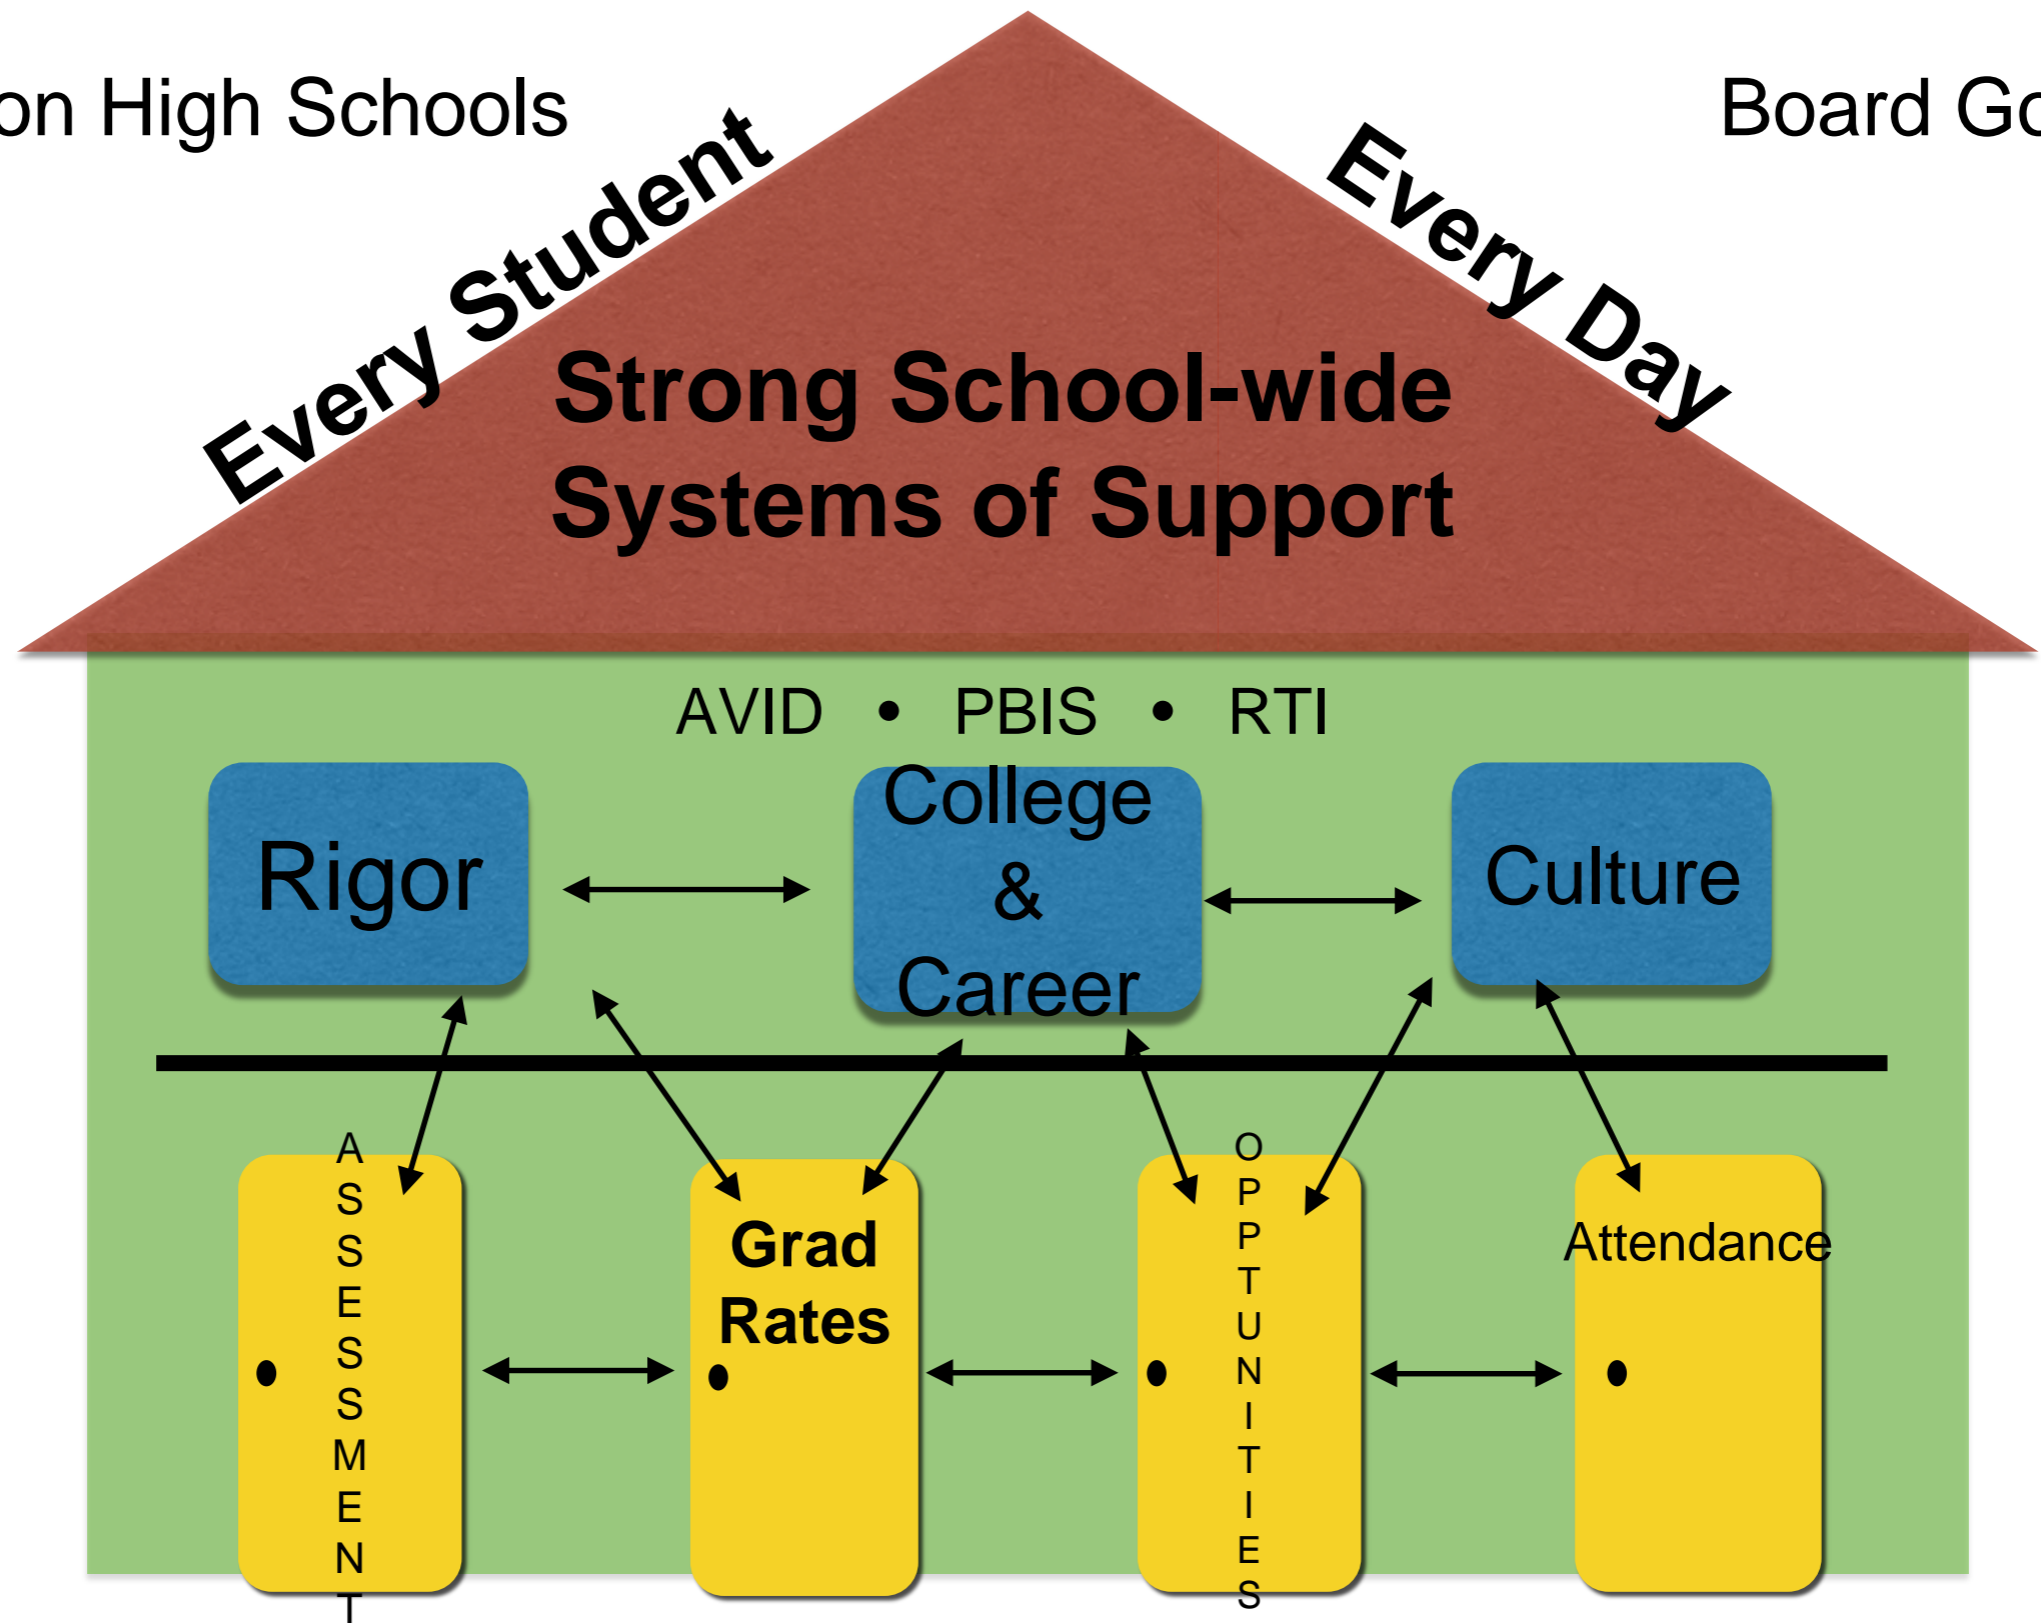 on High Schools
Board Go
Every Student
Every Day
Strong School-wide
Systems of Support
AVID • PBIS • RTI
Rigor
College
&
Career
Culture
ASSESSMENT
Grad
Rates
OPPTUNITIES
Attendance